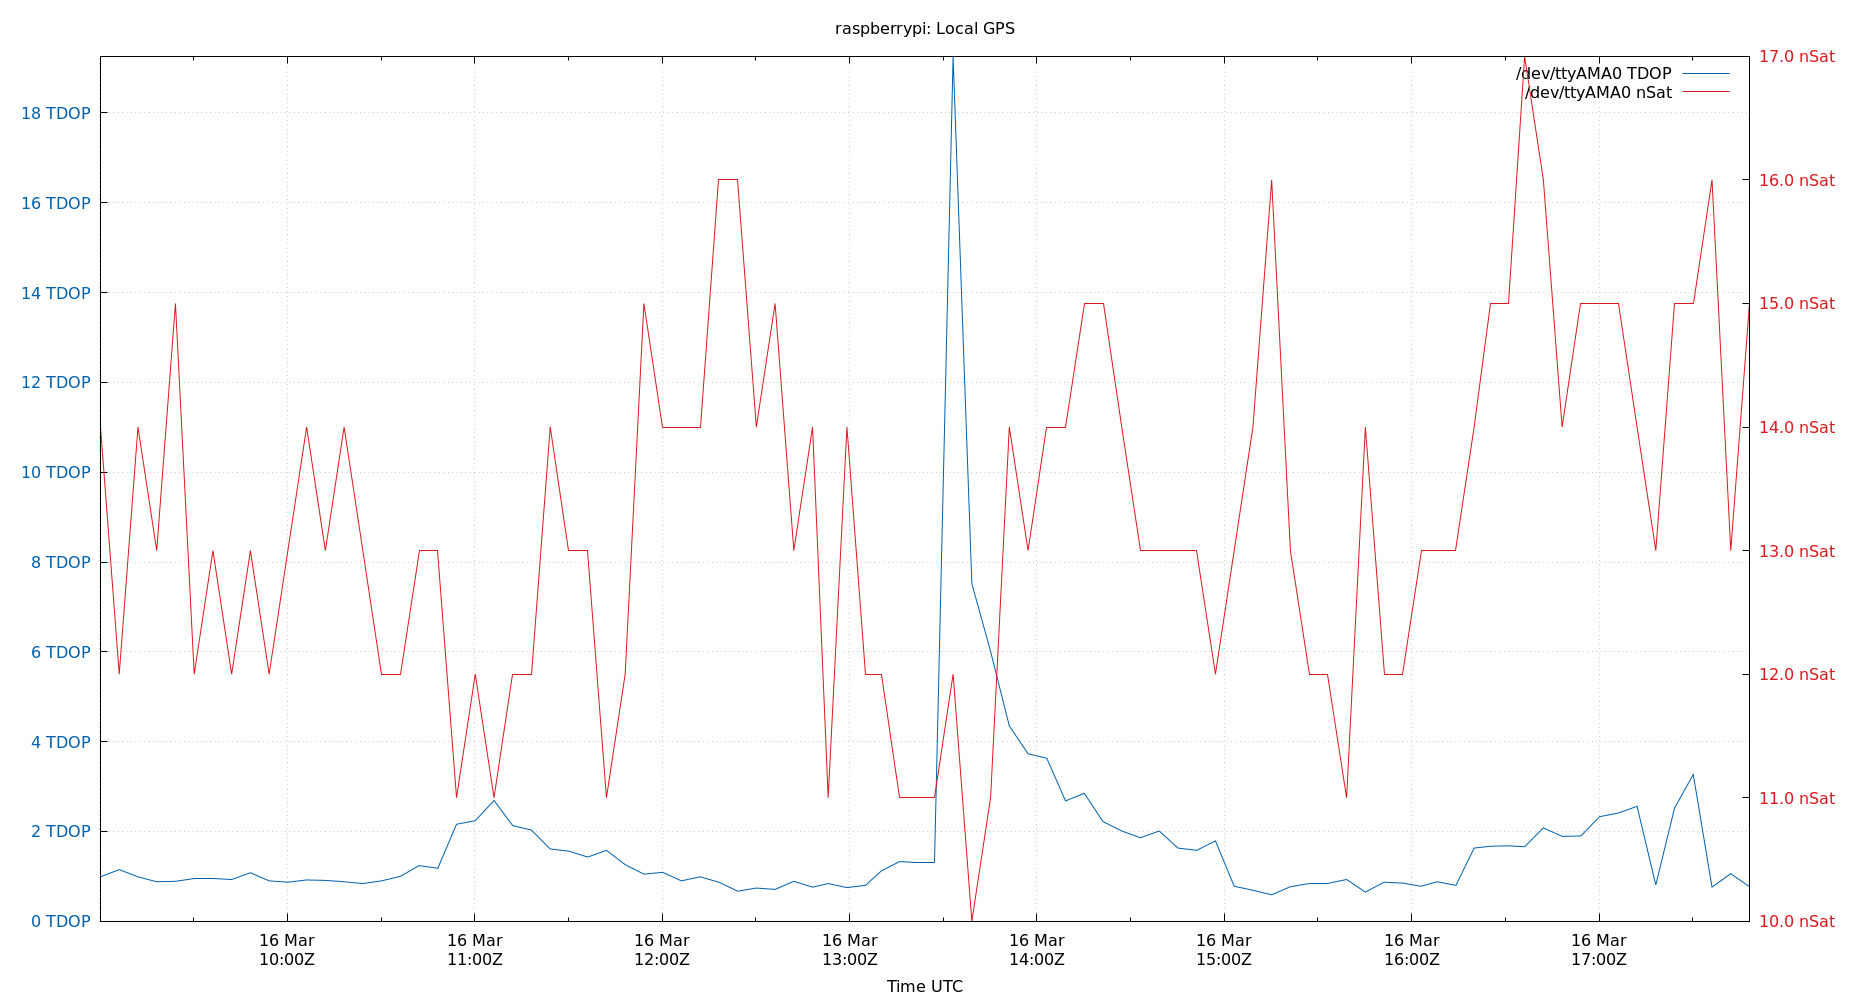 raspberrypi: Local GPS
/dev/ttyAMA0 TDOP
/dev/ttyAMA0 nSat
18 TDOP
16 TDOP
14 TDOP
12 TDOP
10 TDOP
8 TDOP
6 TDOP
4 TDOP
2 TDOP
0 TDOP
17.0 nSat
16.0 nSat
15.0 nSat
14.0 nSat
13.0 nSat
12.0 nSat
11.0 nSat
10.0 nSat
16 Mar
10:00Z
16 Mar
11:00Z
16 Mar
12:00Z
16 Mar
13:00Z
16 Mar
14:00Z
16 Mar
15:00Z
16 Mar
16:00Z
16 Mar
17:00Z
Time UTC